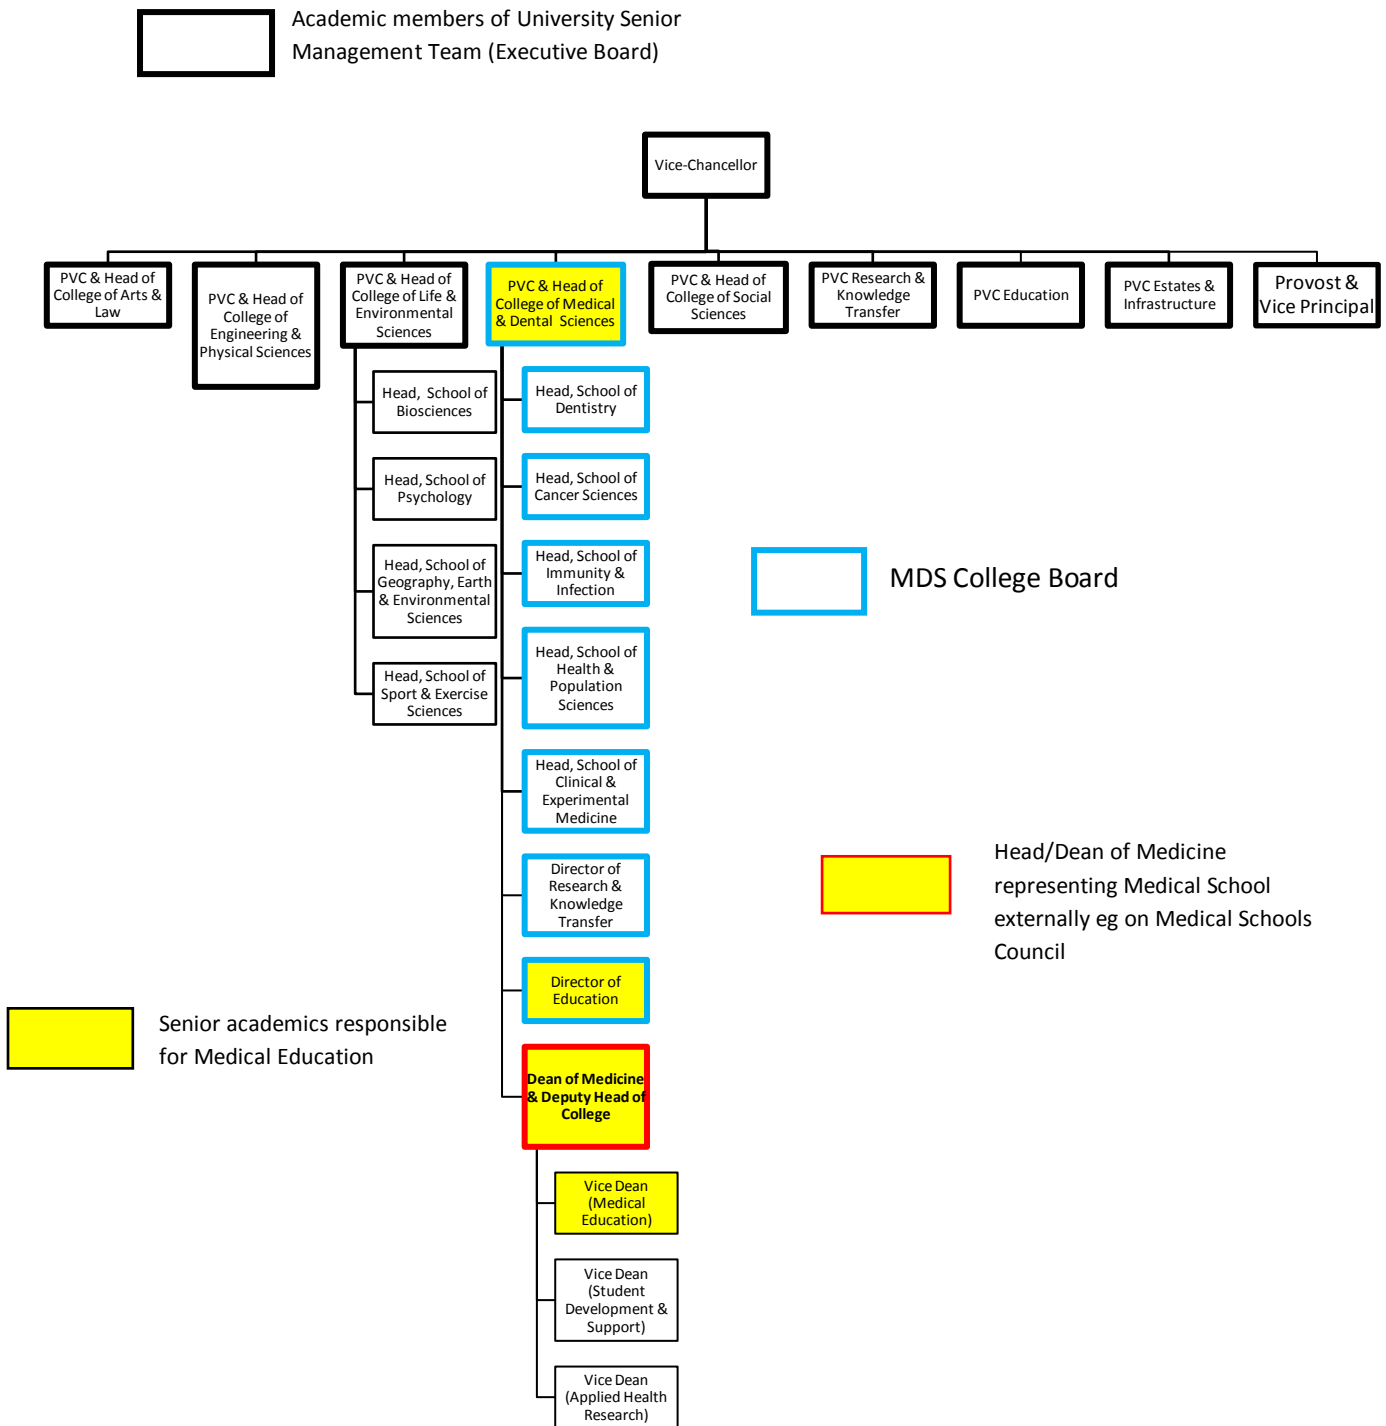 Academic members of University Senior
Management Team (Executive Board)
Vice-Chancellor
PVC & Head of
College of Arts &
Law
PVC & Head of
College of
Engineering &
Physical Sciences
PVC & Head of
College of Life &
Environmental
Sciences
PVC & Head of
College of Medical
& Dental Sciences
PVC & Head of
College of Social
Sciences
PVC Research &
Knowledge
Transfer
PVC Education
PVC Estates &
Infrastructure
Provost &
Vice Principal
Head, School of
Biosciences
Head, School of
Psychology
Head, School of
Geography, Earth
& Environmental
Sciences
Head, School of
Sport & Exercise
Sciences
Head, School of
Dentistry
Head, School of
Cancer Sciences
Head, School of
Immunity &
Infection
Head, School of
Health &
Population
Sciences
Head, School of
Clinical &
Experimental
Medicine
Director of
Research &
Knowledge
Transfer
Director of
Education
Dean of Medicine
& Deputy Head of
College
Vice Dean
(Medical
Education)
Vice Dean
(Student
Development &
Support)
Vice Dean
(Applied Health
Research)
MDS College Board
Head/Dean of Medicine
representing Medical School
externally eg on Medical Schools
Council
Senior academics responsible
for Medical Education